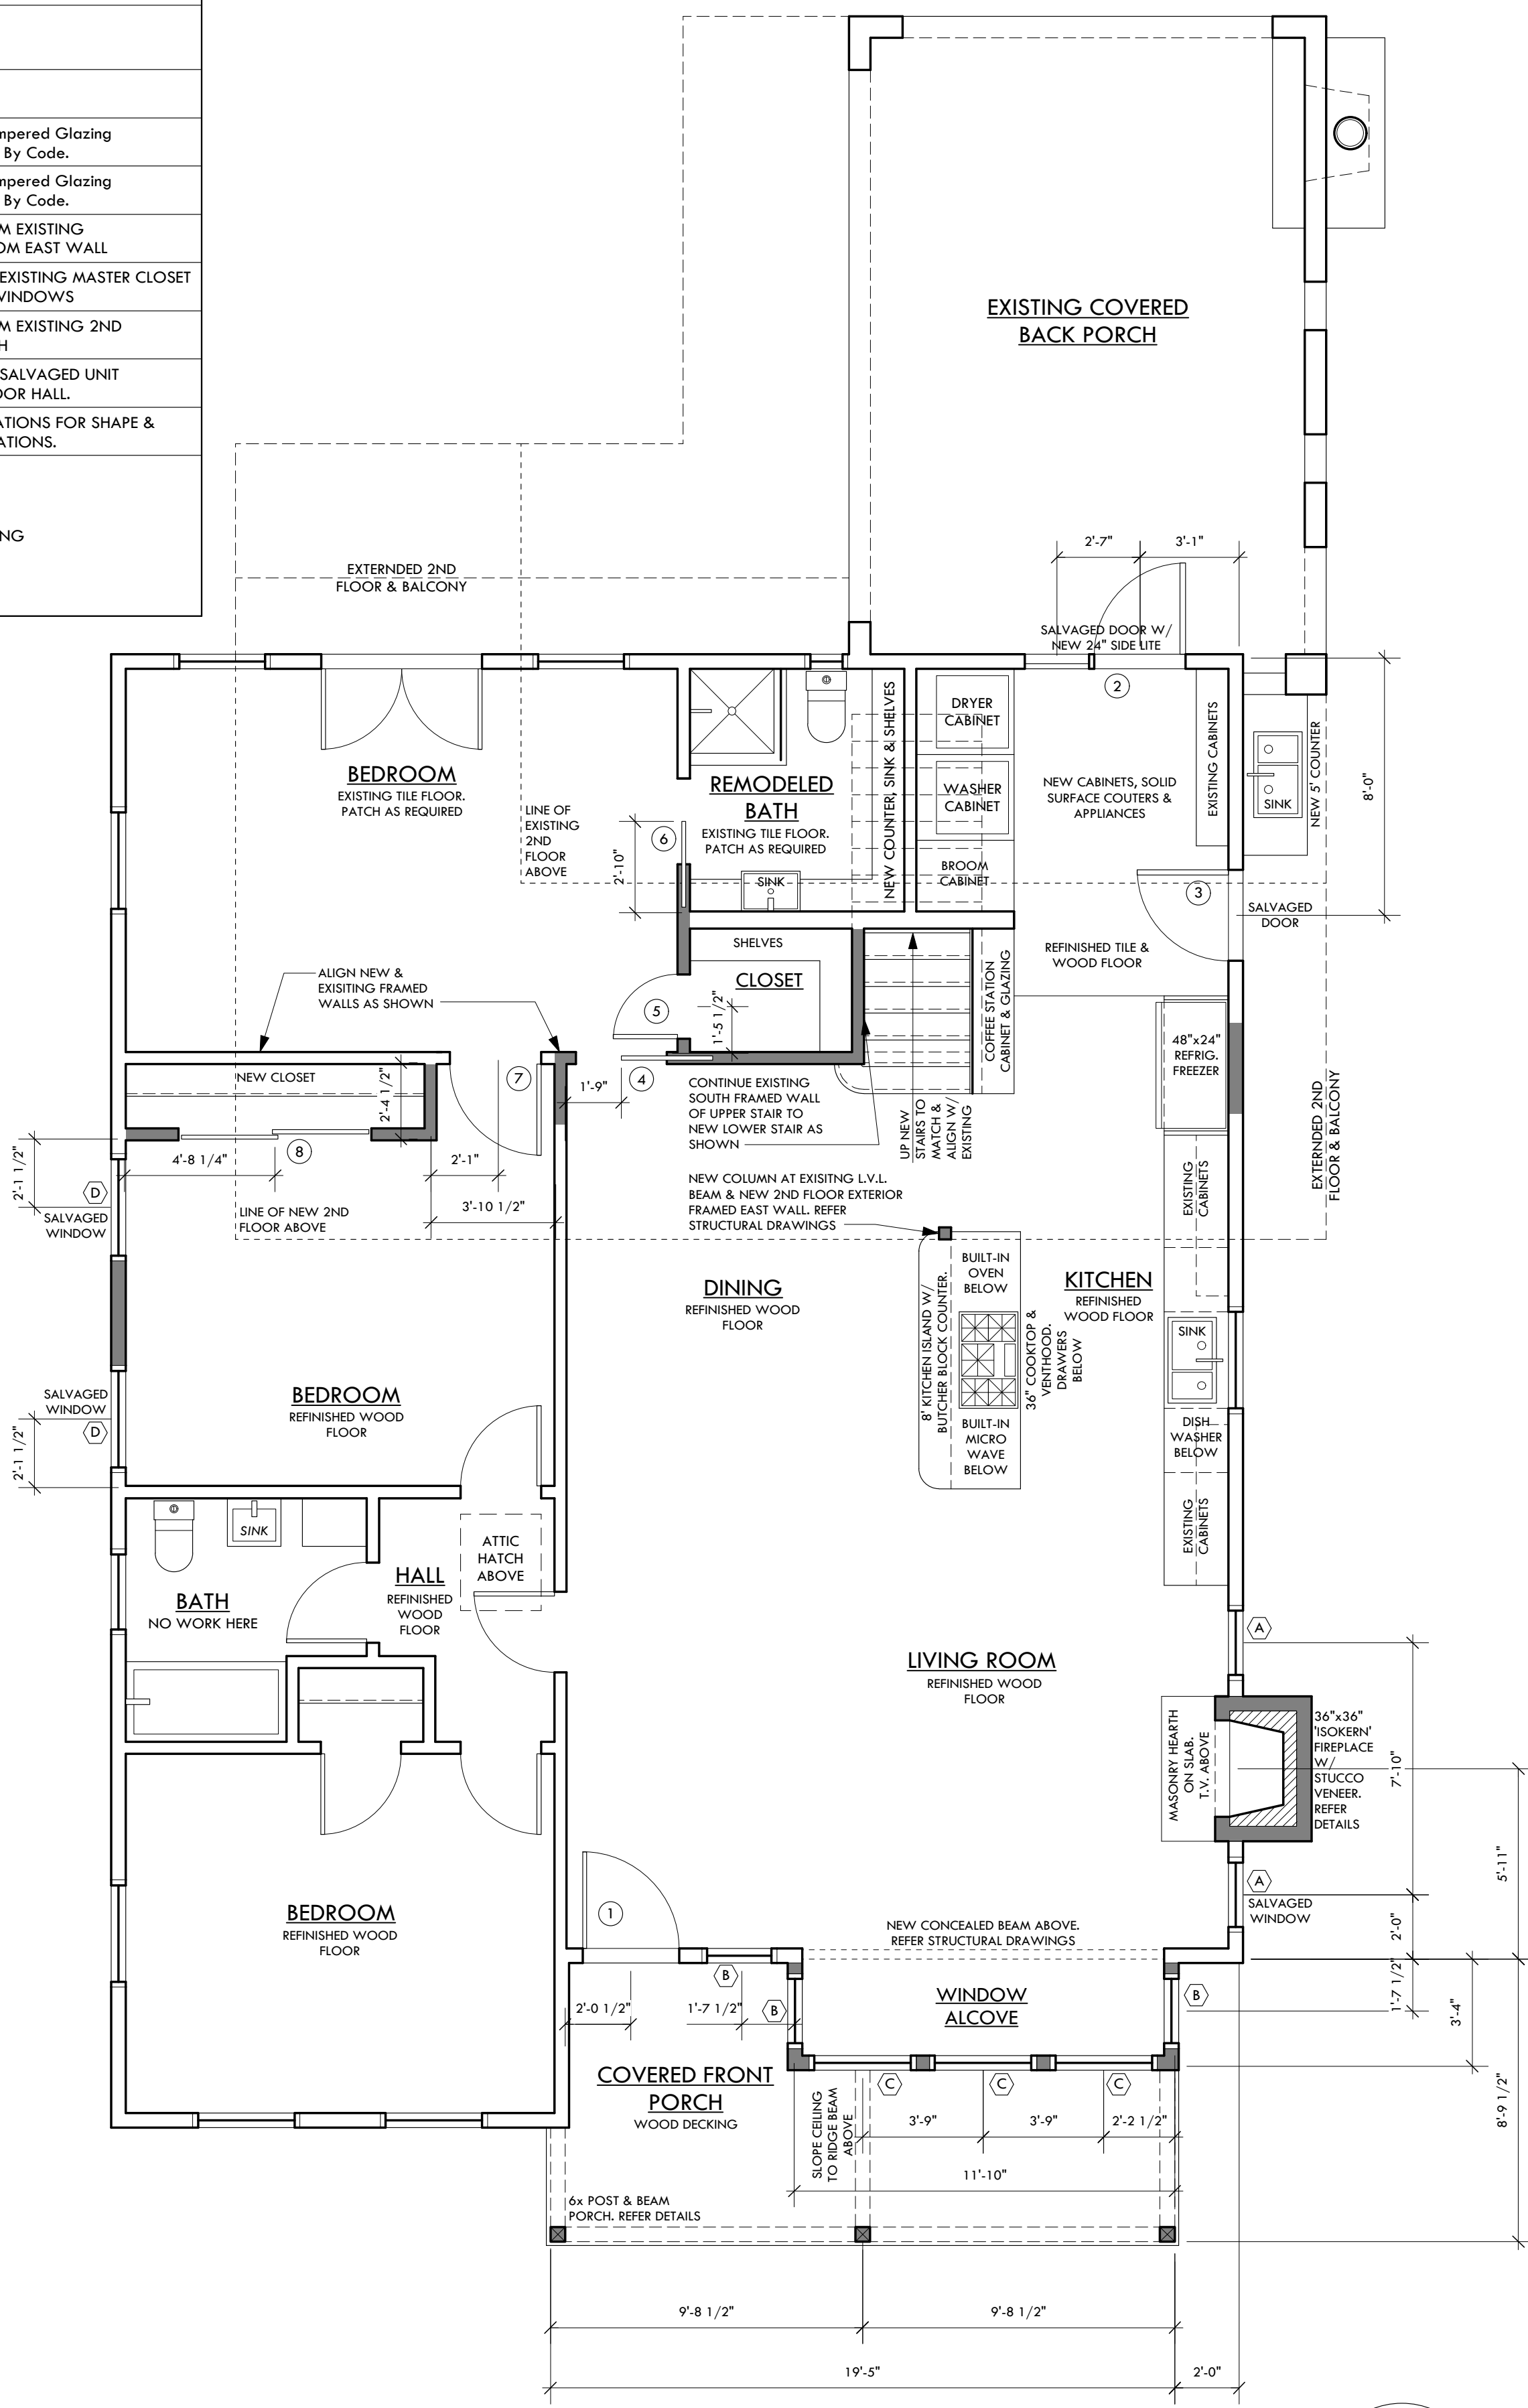 mpered Glazing
By Code.
mpered Glazing
By Code.
M EXISTING
OM EAST WALL
EXISTING MASTER CLOSET
WINDOWS
M EXISTING 2ND
H
SALVAGED UNIT
OOR HALL.
ATIONS FOR SHAPE &
ATIONS.
NG
EXISTING COVERED
BACK PORCH
2'-7"
3'-1"
EXTERNDED 2ND
FLOOR & BALCONY
SALVAGED DOOR W/
NEW 24" SIDE LITE
2
DRYER
CABINET
WASHER
CABINET
BROOM
CABINET
NEW COUNTER, SINK & SHELVES
NEW CABINETS, SOLID
SURFACE COUTERS &
APPLIANCES
EXISTING CABINETS
SINK
NEW 5' COUNTER
8'-0"
BEDROOM
EXISTING TILE FLOOR.
PATCH AS REQUIRED
LINE OF
EXISTING
2ND
FLOOR
ABOVE
2'-10"
6
REMODELED
BATH
EXISTING TILE FLOOR.
PATCH AS REQUIRED
SINK
3
SALVAGED
DOOR
REFINISHED TILE &
WOOD FLOOR
SHELVES
CLOSET
5
1'-5 1/2"
COFFEE STATION
CABINET & GLAZING
ALIGN NEW &
EXISITING FRAMED
WALLS AS SHOWN
48"x24"
REFRIG.
FREEZER
NEW CLOSET
2'-4 1/2"
7
1'-9"
4
CONTINUE EXISTING
SOUTH FRAMED WALL
OF UPPER STAIR TO
NEW LOWER STAIR AS
SHOWN
UP NEW
STAIRS TO
MATCH &
ALIGN W/
EXISTING
EXTERNDED 2ND
FLOOR & BALCONY
8
4'-8 1/4"
2'-1"
3'-10 1/2"
2'-1 1/2"
D
SALVAGED
WINDOW
LINE OF NEW 2ND
FLOOR ABOVE
NEW COLUMN AT EXISITNG L.V.L.
BEAM & NEW 2ND FLOOR EXTERIOR
FRAMED EAST WALL. REFER
STRUCTURAL DRAWINGS
EXISTING
CABINETS
BUILT-IN
OVEN
BELOW
DINING
REFINISHED WOOD
FLOOR
KITCHEN
REFINISHED
WOOD FLOOR
8' KITCHEN ISLAND W/
BUTCHER BLOCK COUNTER.
36" COOKTOP &
VENTHOOD.
DRAWERS
BELOW
SINK
SALVAGED
WINDOW
D
2'-1 1/2"
BEDROOM
REFINISHED WOOD
FLOOR
BUILT-IN
MICRO
WAVE
BELOW
DISH
WASHER
BELOW
EXISTING
CABINETS
SINK
ATTIC
HATCH
ABOVE
HALL
REFINISHED
WOOD
FLOOR
BATH
NO WORK HERE
A
LIVING ROOM
REFINISHED WOOD
FLOOR
MASONRY HEARTH
ON SLAB.
T.V. ABOVE
36"x36"
'ISOKERN'
FIREPLACE
W/
STUCCO
VENEER.
REFER
DETAILS
7'-10"
5'-11"
A
SALVAGED
WINDOW
2'-0"
BEDROOM
REFINISHED WOOD
FLOOR
1
NEW CONCEALED BEAM ABOVE.
REFER STRUCTURAL DRAWINGS
B
B
B
2'-0 1/2"
1'-7 1/2"
WINDOW
ALCOVE
1'-7 1/2"
3'-4"
COVERED FRONT
PORCH
WOOD DECKING
C
C
C
SLOPE CEILING
TO RIDGE BEAM
ABOVE
3'-9"
3'-9"
2'-2 1/2"
11'-10"
8'-9 1/2"
6x POST & BEAM
PORCH. REFER DETAILS
9'-8 1/2"
9'-8 1/2"
19'-5"
2'-0"